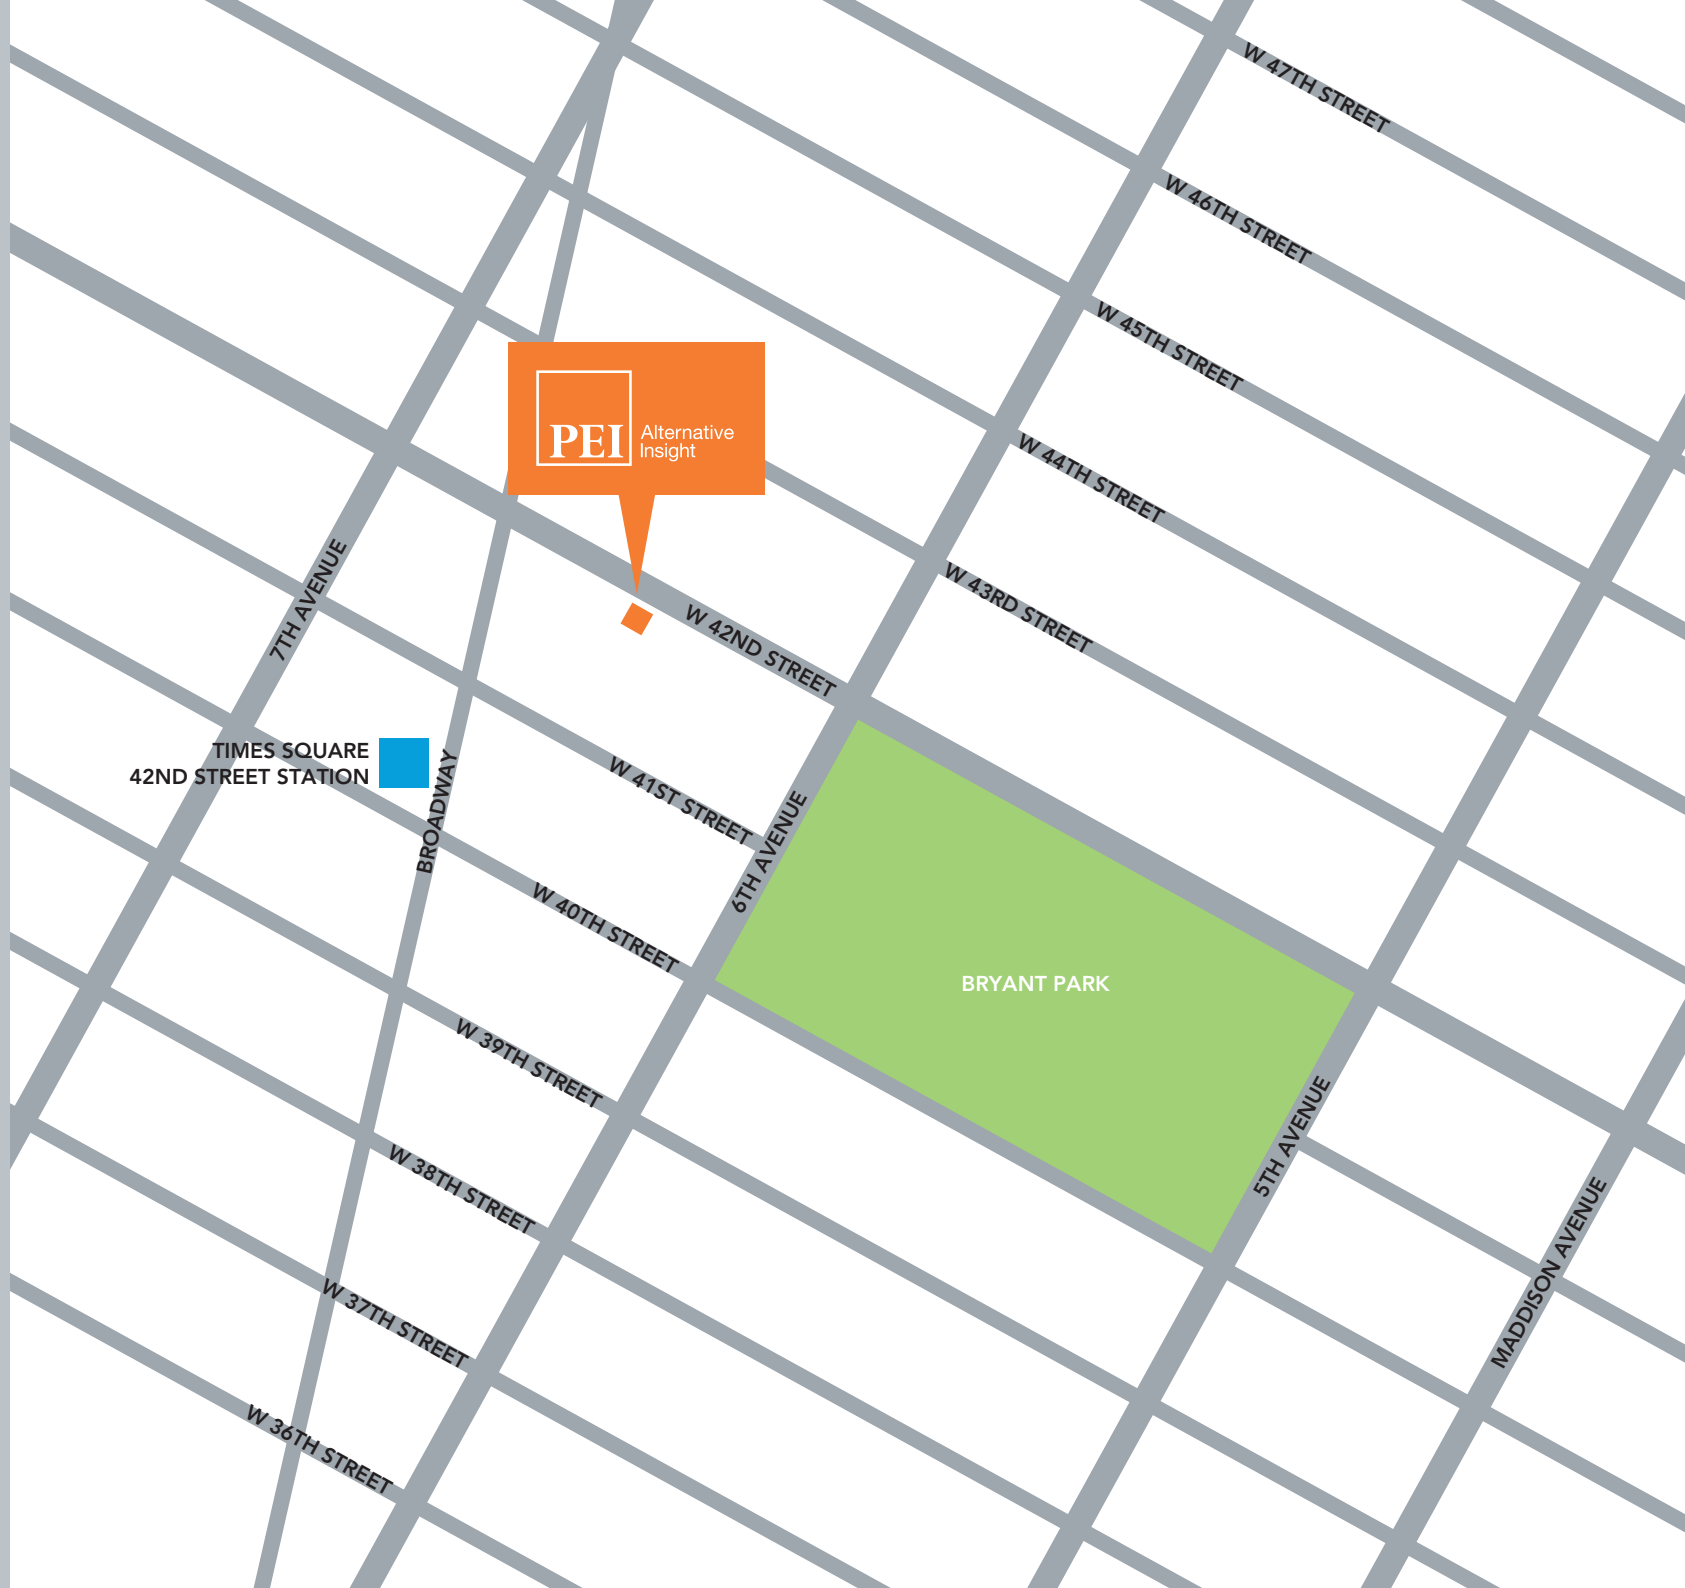 W 47TH STREET
W 46TH STREET
W 45TH STREET
W 44TH STREET
W 43RD STREET
PEI Alternative
Insight
W 42ND STREET
7TH AVENUE
TIMES SQUARE
42ND STREET STATION
BROADWAY
W 41ST STREET
6TH AVENUE
W 40TH STREET
BRYANT PARK
W 39TH STREET
5TH AVENUE
W 38TH STREET
MADDISON AVENUE
W 37TH STREET
W 36TH STREET